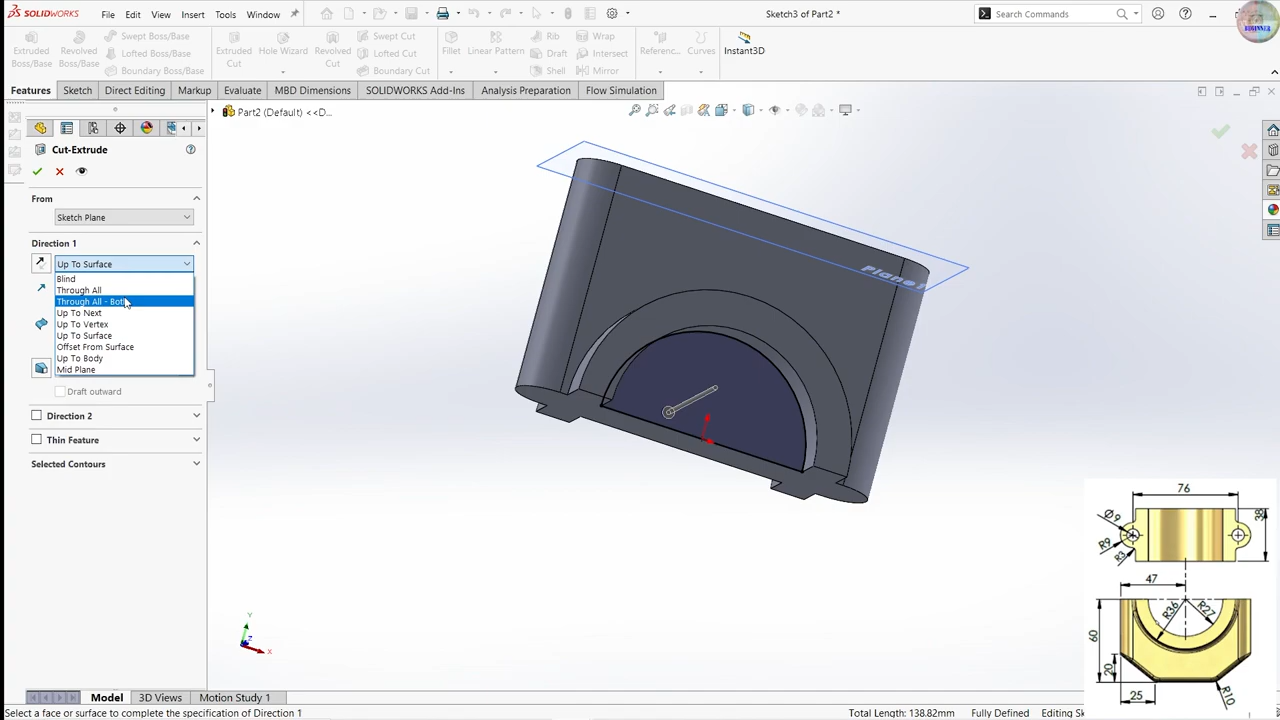 SOLIDWORKS File Edit View Insert Tools Window Sketch3 of Part2 * Search Commands
BEGINNER
Extruded Boss/Base
Revolved Boss/Base
Swept Boss/Base
Lofted Boss/Base
Boundary Boss/Base
Extruded Cut
Hole Wizard
Revolved Cut
Swept Cut
Lofted Cut
Boundary Cut
Fillet
Linear Pattern
Rib
Draft
Shell
Wrap
Intersect
Mirror
Referenc...
Curves
Instant3D
Features Sketch Direct Editing Markup Evaluate MBD Dimensions SOLIDWORKS Add-Ins Analysis Preparation Flow Simulation
Part2 (Default) <<D...
Cut-Extrude
From
Sketch Plane
Direction 1
Up To Surface
Blind
Through All
Through All - Both
Up To Next
Up To Vertex
Up To Surface
Offset From Surface
Up To Body
Mid Plane
Draft outward
Direction 2
Thin Feature
Selected Contours
Y
Z
X
76
Ø9
38
R9
R3
47
R36
R27
60
20
25
R10
Model 3D Views Motion Study 1
Select a face or surface to complete the specification of Direction 1 Total Length: 138.82mm Fully Defined